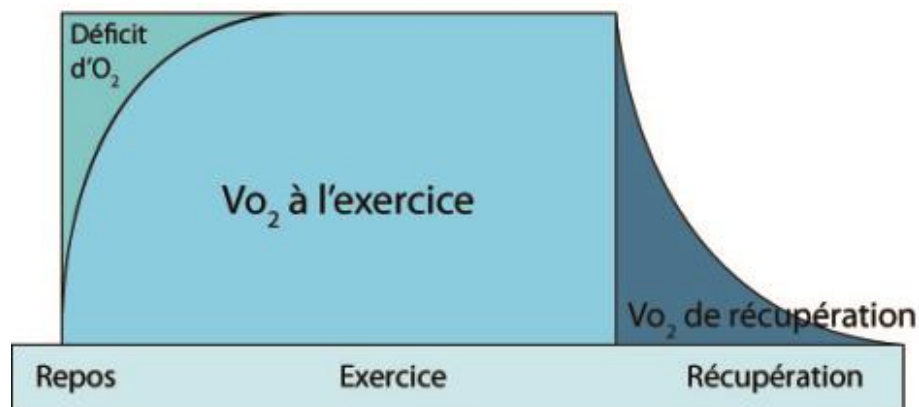 Déficit
d'O₂
Vo₂ à l'exercice
Vo₂ de récupération
Repos Exercice Récupération